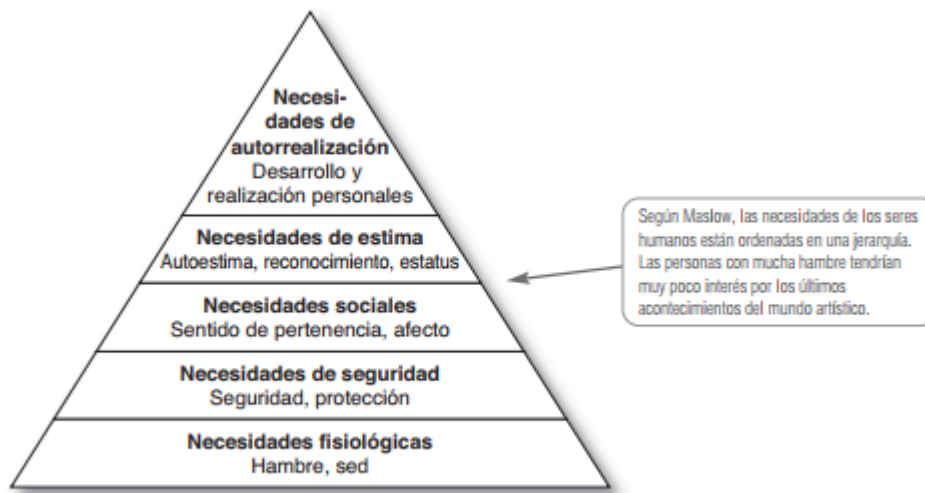 Necesi-
dades de
autorrealización
Desarrollo y
realización personales
Necesidades de estima
Autoestima, reconocimiento, estatus
Necesidades sociales
Sentido de pertenencia, afecto
Necesidades de seguridad
Seguridad, protección
Necesidades fisiológicas
Hambre, sed
Según Maslow, las necesidades de los seres
humanos están ordenadas en una jerarquía.
Las personas con mucha hambre tendrían
muy poco interés por los últimos
acontecimientos del mundo artístico.